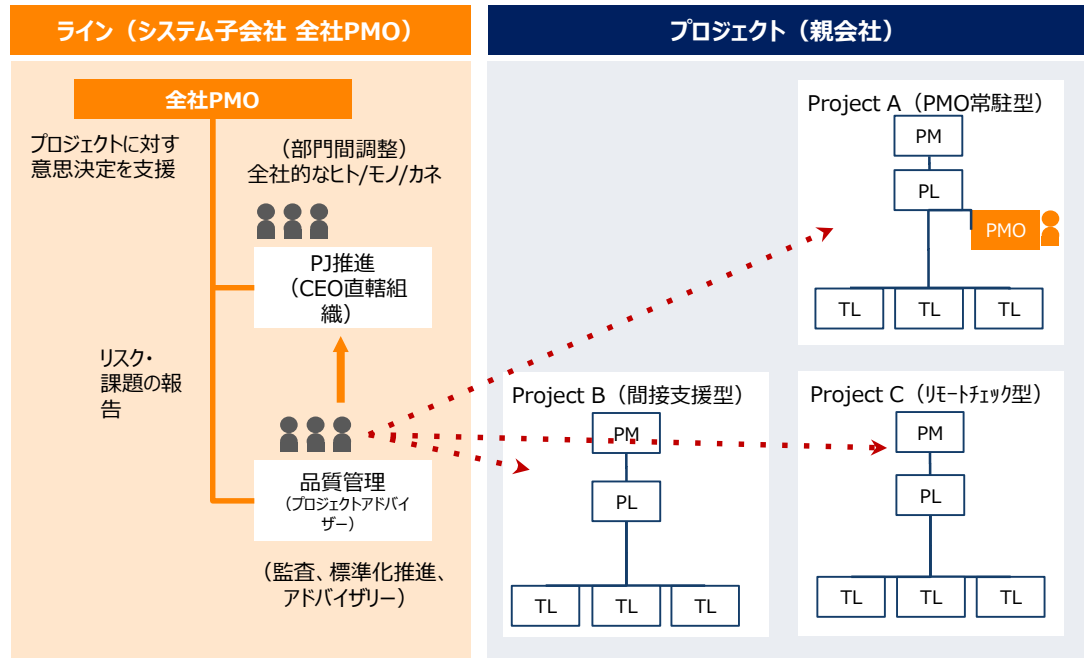 ライン（システム子会社 全社PMO）
全社PMO
プロジェクトに対す
意思決定を支援
（部門間調整）
全社的なヒト/モノ/カネ
PJ推進
（CEO直轄組
織）
リスク・
課題の報
告
品質管理
（プロジェクトアドバイ
ザー）
（監査、標準化推進、
アドバイザリー）
プロジェクト（親会社）
Project A（PMO常駐型）
PM
PL
PMO
TL
TL
TL
Project B（間接支援型）
PM
PL
TL
TL
TL
Project C（ﾘﾓｰﾄﾁｪｯｸ型）
PM
PL
TL
TL
TL